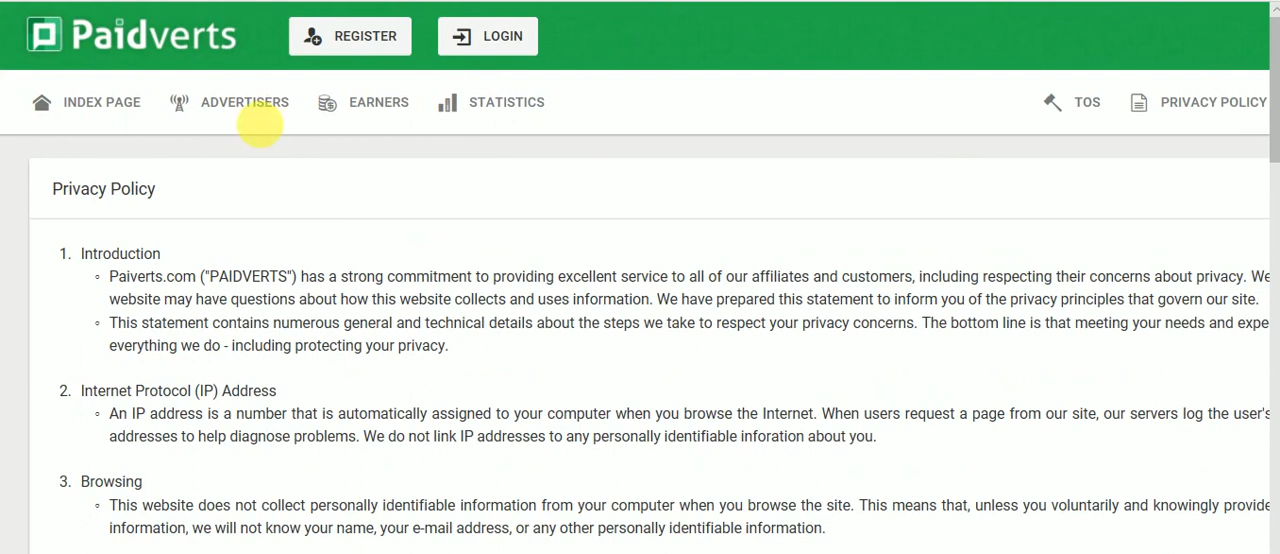 Paidverts
REGISTER
LOGIN
INDEX PAGE
ADVERTISERS
EARNERS
STATISTICS
TOS
PRIVACY POLICY
Privacy Policy
1. Introduction
◦ Paiverts.com ("PAIDVERTS") has a strong commitment to providing excellent service to all of our affiliates and customers, including respecting their concerns about privacy. We
website may have questions about how this website collects and uses information. We have prepared this statement to inform you of the privacy principles that govern our site.
◦ This statement contains numerous general and technical details about the steps we take to respect your privacy concerns. The bottom line is that meeting your needs and expe
everything we do - including protecting your privacy.
2. Internet Protocol (IP) Address
◦ An IP address is a number that is automatically assigned to your computer when you browse the Internet. When users request a page from our site, our servers log the user's
addresses to help diagnose problems. We do not link IP addresses to any personally identifiable inforation about you.
3. Browsing
◦ This website does not collect personally identifiable information from your computer when you browse the site. This means that, unless you voluntarily and knowingly provide
information, we will not know your name, your e-mail address, or any other personally identifiable information.